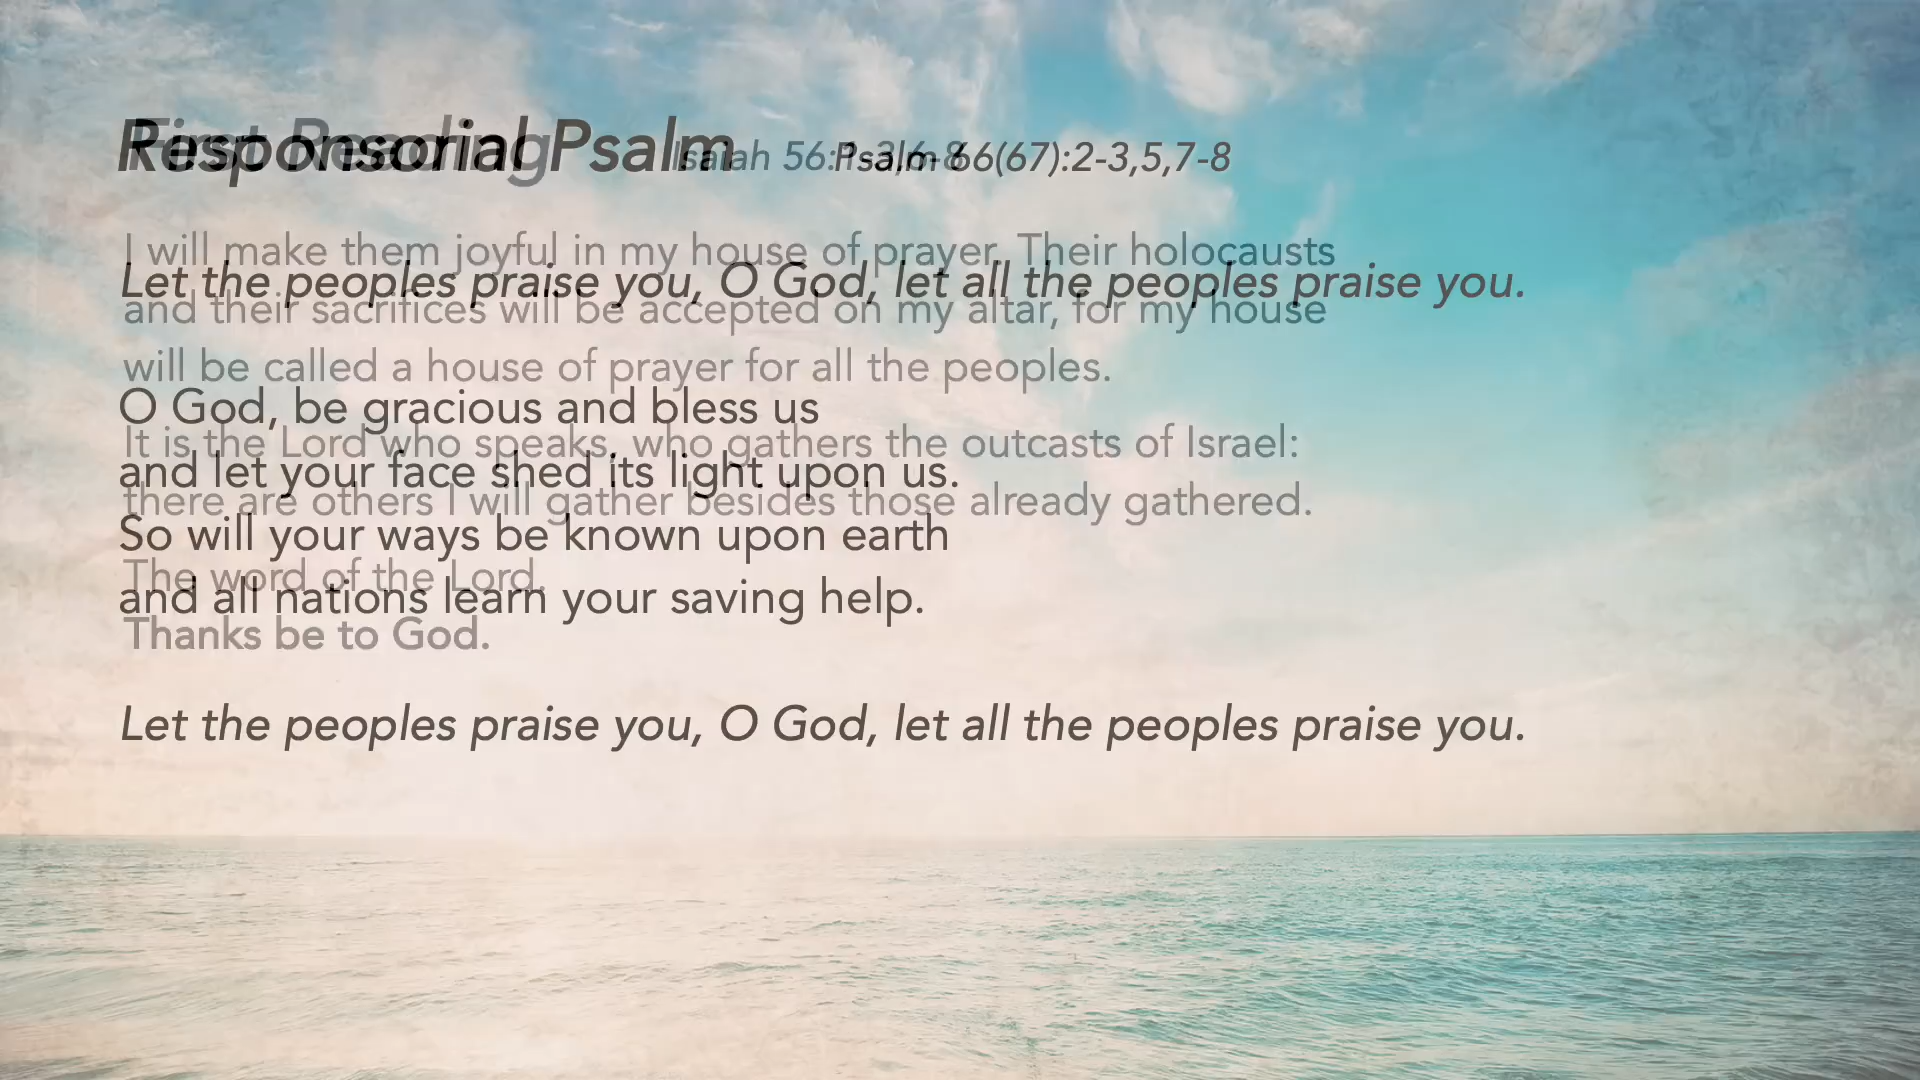 Responsorial Psalm Psalm 66(67):2-3,5,7-8
First Reading Isaiah 56:1, 6-8
I will make them joyful in my house of prayer. Their holocausts
Let the peoples praise you, O God, let all the peoples praise you.
and their sacrifices will be accepted on my altar, for my house
will be called a house of prayer for all the peoples.
O God, be gracious and bless us
It is the Lord who speaks, who gathers the outcasts of Israel:
and let your face shed its light upon us.
there are others I will gather besides those already gathered.
So will your ways be known upon earth
The word of the Lord.
and all nations learn your saving help.
Thanks be to God.
Let the peoples praise you, O God, let all the peoples praise you.